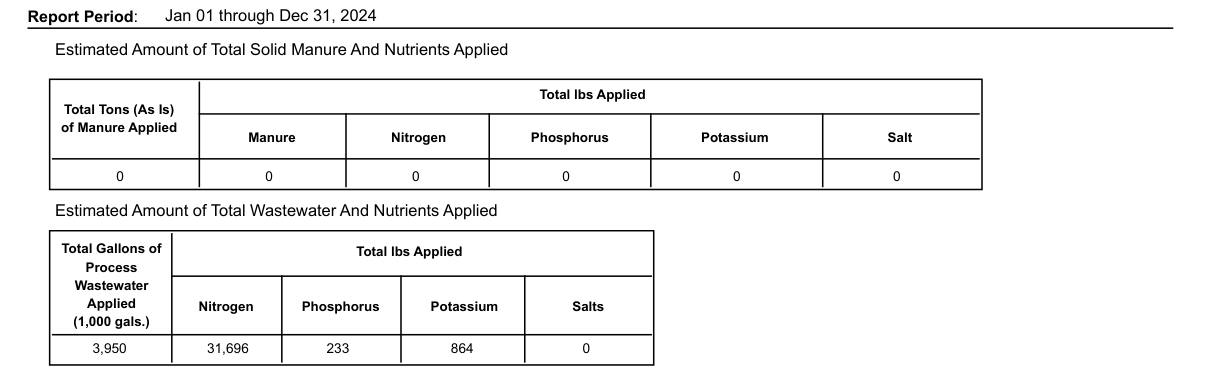 Report Period: Jan 01 through Dec 31, 2024
Estimated Amount of Total Solid Manure And Nutrients Applied
Total Tons (As Is)
of Manure Applied
Total lbs Applied
Manure Nitrogen Phosphorus Potassium Salt
0 0 0 0 0 0
Estimated Amount of Total Wastewater And Nutrients Applied
Total Gallons of
Process
Wastewater
Applied
(1,000 gals.)
Total lbs Applied
Nitrogen Phosphorus Potassium Salts
3,950 31,696 233 864 0